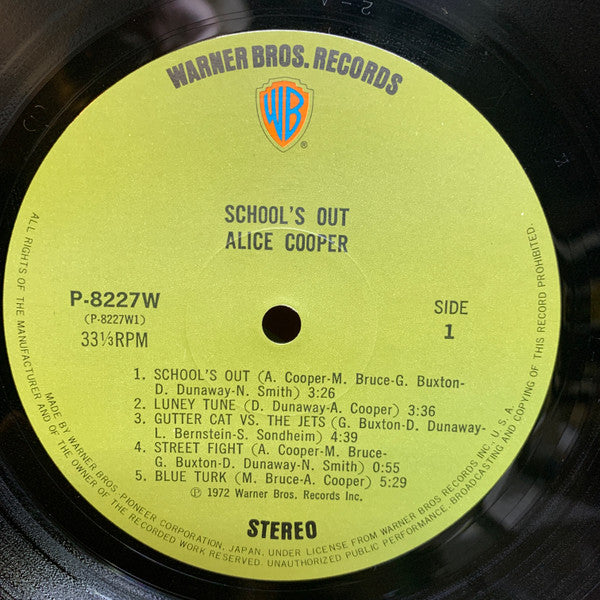 WARNER BROS. RECORDS
WB
®
SCHOOL'S OUT
ALICE COOPER
P-8227W
(P-8227W1)
33⅓RPM
SIDE
1
1. SCHOOL'S OUT (A. Cooper-M. Bruce-G. Buxton-
D. Dunaway-N. Smith) 3:26
2. LUNEY TUNE (D. Dunaway-A. Cooper) 3:36
3. GUTTER CAT VS. THE JETS (G. Buxton-D. Dunaway-
L. Bernstein-S. Sondheim) 4:39
4. STREET FIGHT (A. Cooper-M. Bruce-
G. Buxton-D. Dunaway-N. Smith) 0:55
5. BLUE TURK (M. Bruce-A. Cooper) 5:29
℗ 1972 Warner Bros. Records Inc.
STEREO
MADE BY WARNER BROS. PIONEER CORPORATION, JAPAN, UNDER LICENSE FROM WARNER BROS RECORDS INC. U.S.A.
ALL RIGHTS OF THE MANUFACTURER AND OF THE OWNER OF THE RECORDED WORK RESERVED. UNAUTHORIZED PUBLIC PERFORMANCE, BROADCASTING AND COPYING OF THIS RECORD PROHIBITED.